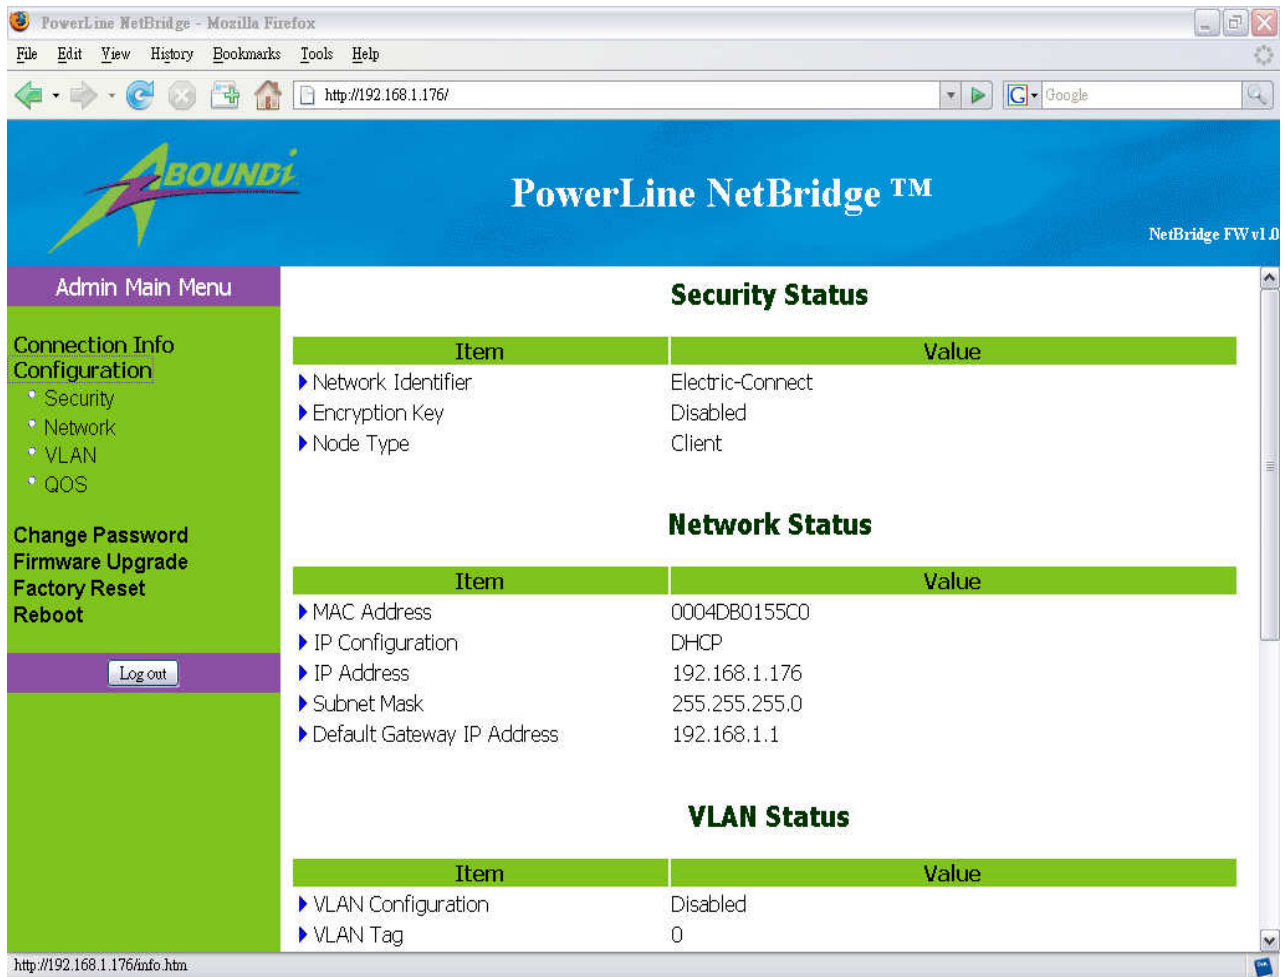 PowerLine NetBridge - Mozilla Firefox
File Edit View History Bookmarks Tools Help
http://192.168.1.176/
G Google
ABOUNDi
PowerLine NetBridge ™
NetBridge FW v1.0
Admin Main Menu
Connection Info
Configuration
Security
Network
VLAN
QOS
Change Password
Firmware Upgrade
Factory Reset
Reboot
Log out
Security Status
Item Value
Network Identifier Electric-Connect
Encryption Key Disabled
Node Type Client
Network Status
Item Value
MAC Address 0004DB0155C0
IP Configuration DHCP
IP Address 192.168.1.176
Subnet Mask 255.255.255.0
Default Gateway IP Address 192.168.1.1
VLAN Status
Item Value
VLAN Configuration Disabled
VLAN Tag 0
http://192.168.1.176/info.htm